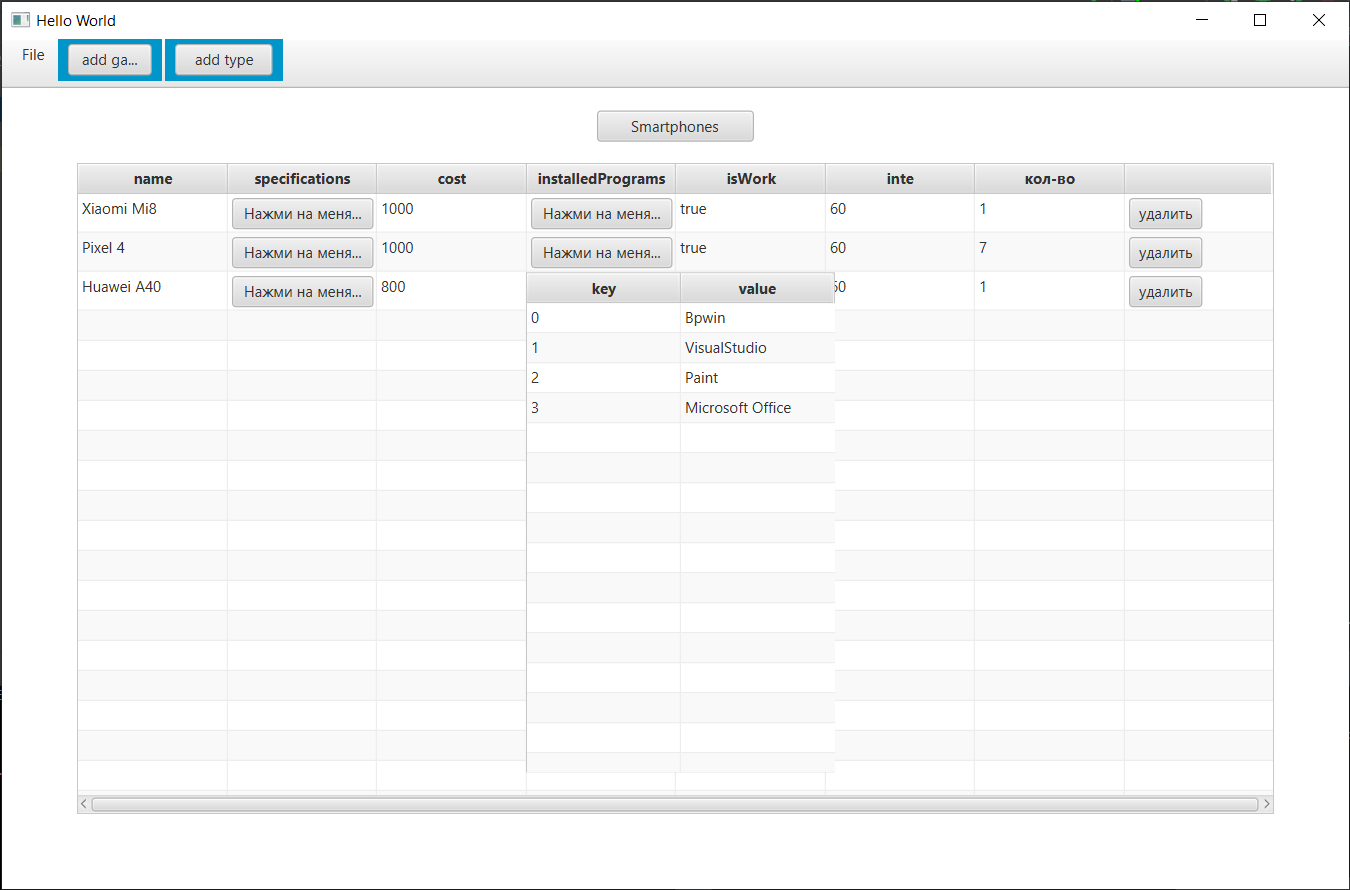 Hello World
File add ga... add type
Smartphones
name specifications cost installedPrograms isWork inte кол-во
Xiaomi Mi8 Нажми на меня... 1000 Нажми на меня... true 60 1 удалить
Pixel 4 Нажми на меня... 1000 Нажми на меня... true 60 7 удалить
Huawei A40 Нажми на меня... 800 60 1 удалить
key value
0 Bpwin
1 VisualStudio
2 Paint
3 Microsoft Office